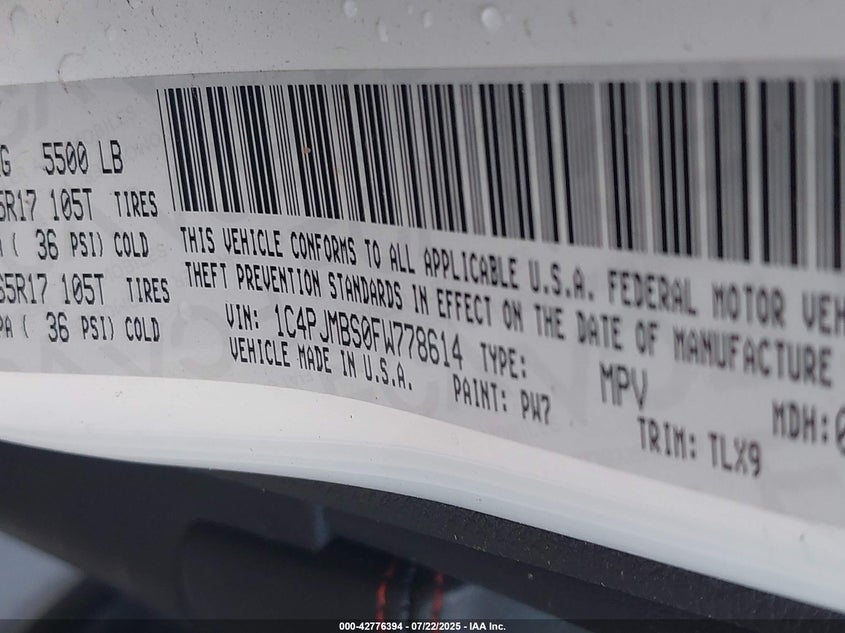 G 5500 LB
5R17 105T TIRES
( 36 PSI) COLD
65R17 105T TIRES
PA ( 36 PSI) COLD
THIS VEHICLE CONFORMS TO ALL APPLICABLE U.S.A. FEDERAL MOTOR VEH
THEFT PREVENTION STANDARDS IN EFFECT ON THE DATE OF MANUFACTURE
VIN: 1C4PJMBS0FW778614 TYPE: MPV MDH:0
VEHICLE MADE IN U.S.A. PAINT: PW7 TRIM: TLX9
000-42776394 - 07/22/2025 - IAA Inc.